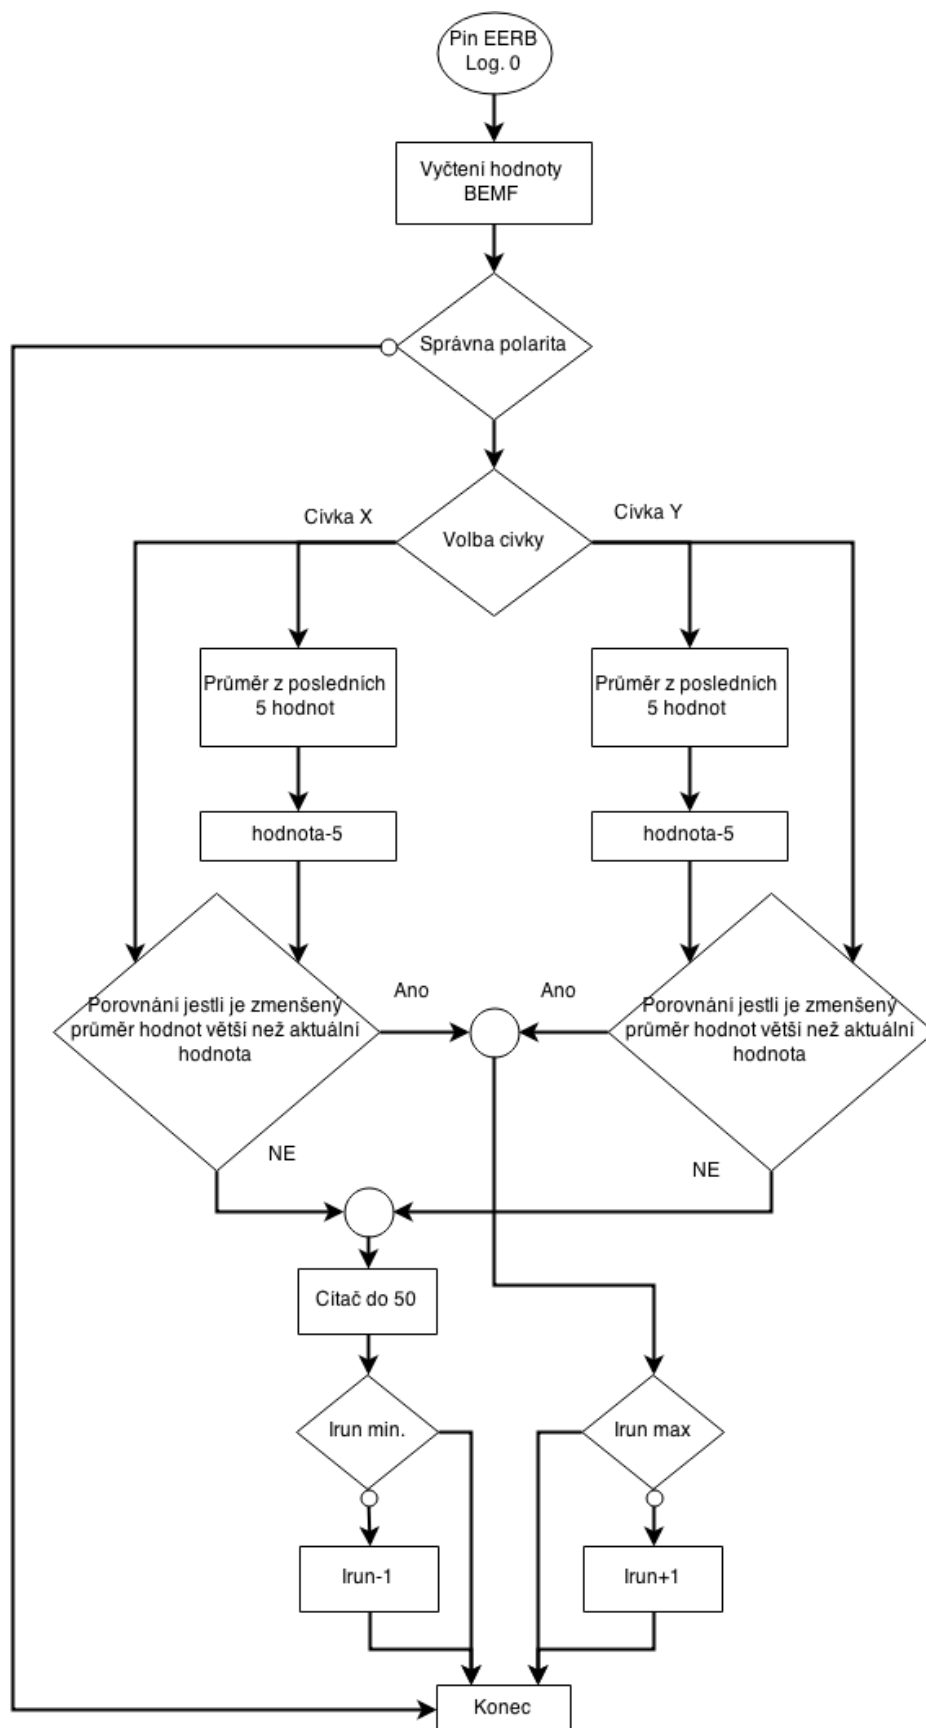 Pin EERB
Log. 0
Vyčtení hodnoty
BEMF
Správna polarita
Cívka X
Cívka Y
Volba civky
Průměr z posledních
5 hodnot
Průměr z posledních
5 hodnot
hodnota-5
hodnota-5
Ano
Ano
Porovnání jestli je zmenšený
průměr hodnot větší než aktuální
hodnota
Porovnání jestli je zmenšený
průměr hodnot větší než aktuální
hodnota
NE
NE
Citač do 50
Irun min.
Irun max
Irun-1
Irun+1
Konec